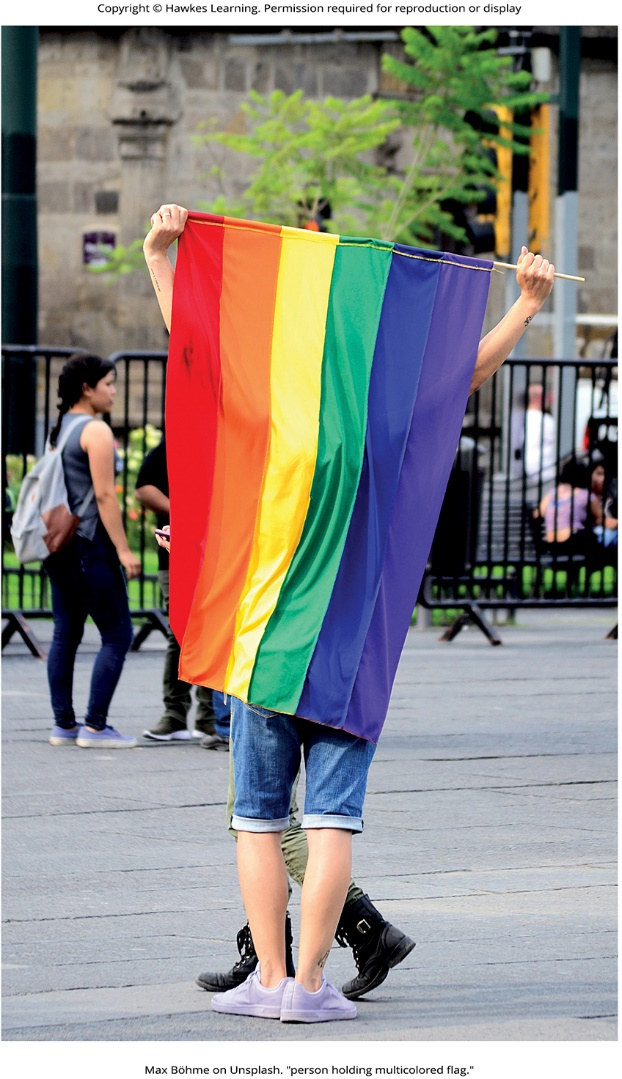 Copyright © Hawkes Learning. Permission required for reproduction or display
Max Böhme on Unsplash. "person holding multicolored flag."